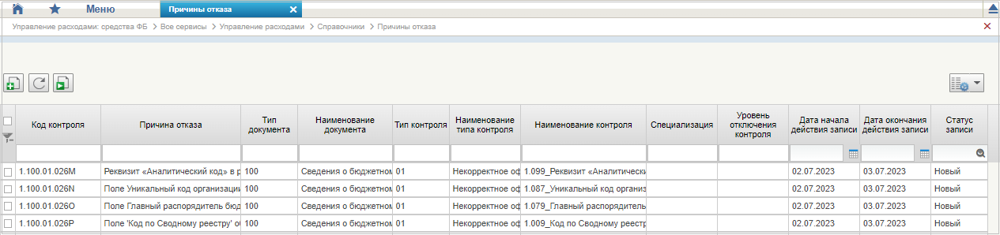 Меню Причины отказа
Управление расходами: средства ФБ Все сервисы Управление расходами Справочники Причины отказа
Код контроля Причина отказа Тип документа Наименование документа Тип контроля Наименование типа контроля Наименование контроля Специализация Уровень отключения контроля Дата начала действия записи Дата окончания действия записи Статус записи
1.100.01.026M Реквизит «Аналитический код» в р 100 Сведения о бюджетном 01 Некорректное оф 1.099_Реквизит «Аналитически 02.07.2023 03.07.2023 Новый
1.100.01.026N Поле Уникальный код организации 100 Сведения о бюджетном 01 Некорректное оф 1.087_Уникальный код организ 02.07.2023 03.07.2023 Новый
1.100.01.026O Поле Главный распорядитель бюд 100 Сведения о бюджетном 01 Некорректное оф 1.079_Главный распорядитель 02.07.2023 03.07.2023 Новый
1.100.01.026P Поле 'Код по Сводному реестру' об 100 Сведения о бюджетном 01 Некорректное оф 1.009_Код по Сводному реестр 02.07.2023 03.07.2023 Новый